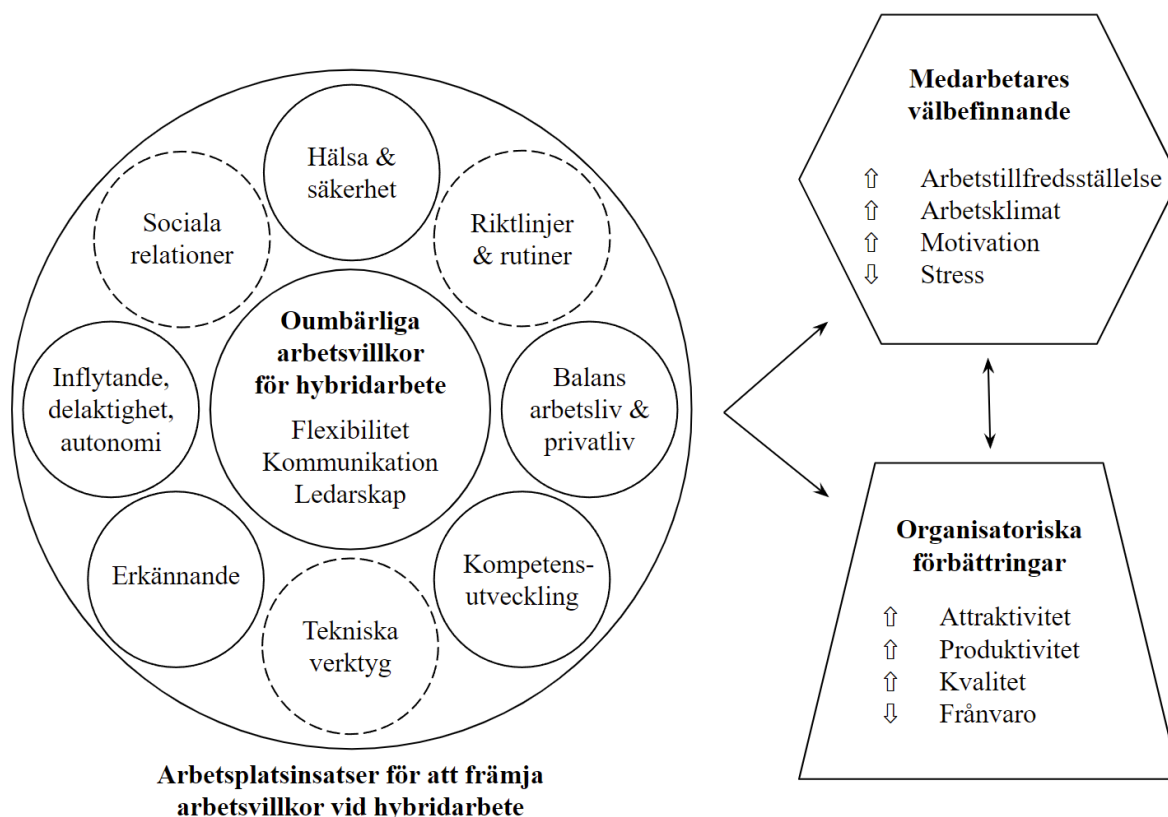 Hälsa &
säkerhet
Sociala
relationer
Riktlinjer
& rutiner
Oumbärliga
arbetsvillkor
för hybridarbete
Flexibilitet
Kommunikation
Ledarskap
Inflytande,
delaktighet,
autonomi
Balans
arbetsliv &
privatliv
Erkännande
Kompetens-
utveckling
Tekniska
verktyg
Arbetsplatsinsatser för att främja
arbetsvillkor vid hybridarbete
Medarbetares
välbefinnande
⇧ Arbetstillfredsställelse
⇧ Arbetsklimat
⇧ Motivation
⇩ Stress
Organisatoriska
förbättringar
⇧ Attraktivitet
⇧ Produktivitet
⇧ Kvalitet
⇩ Frånvaro